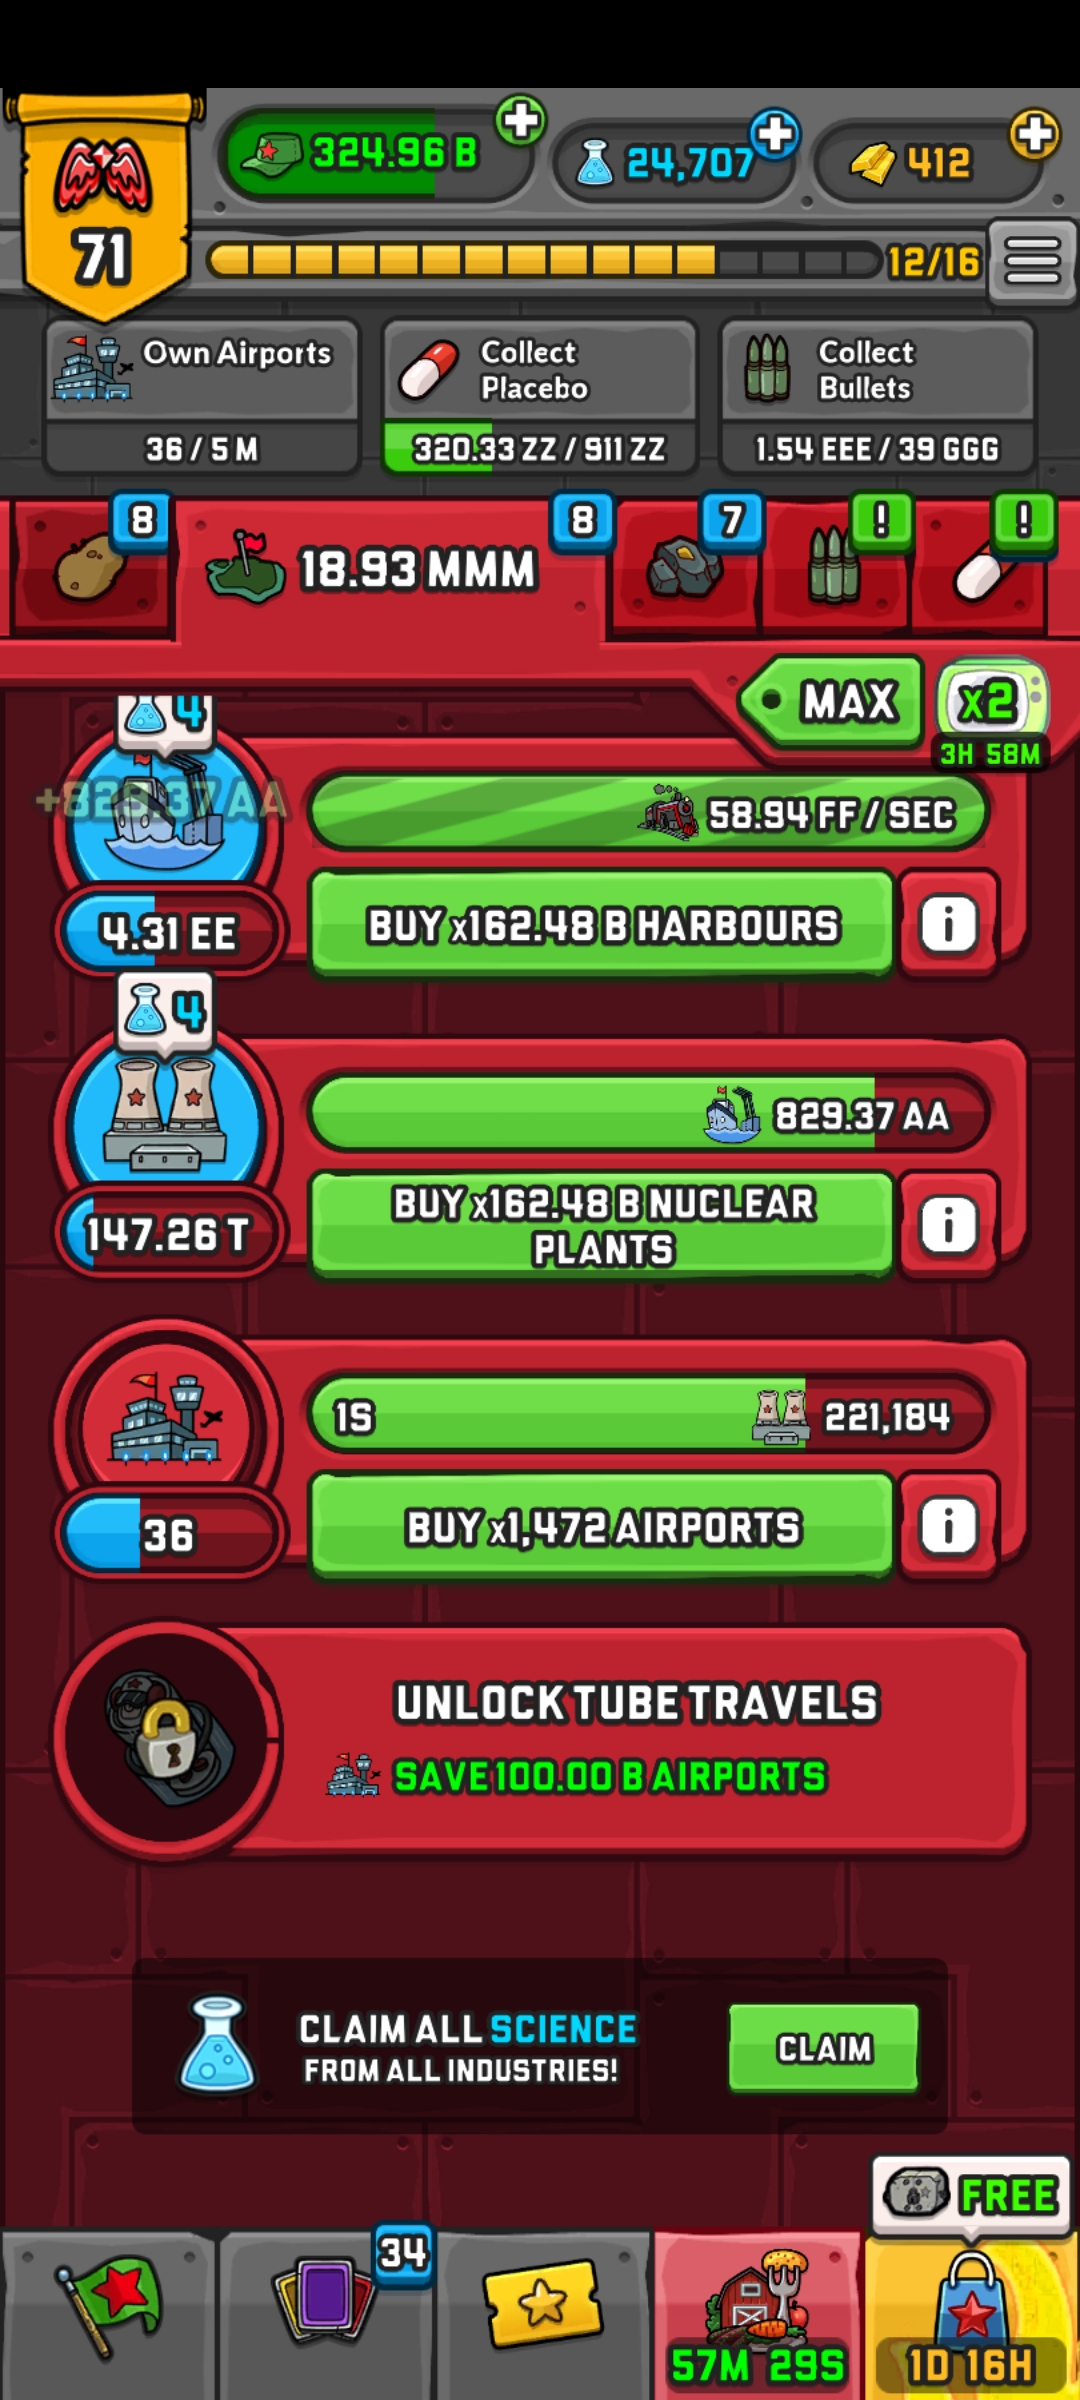 324.96 B
24,707
412
71
12/16
Own Airports
36 / 5 M
Collect
Placebo
320.33 ZZ / 911 ZZ
Collect
Bullets
1.54 EEE / 39 GGG
8
18.93 MMM
8
7
!
!
MAX
x2
3H 58M
4
+829.37 AA
58.94 FF / SEC
4.31 EE
BUY x162.48 B HARBOURS
i
4
829.37 AA
147.26 T
BUY x162.48 B NUCLEAR
PLANTS
i
1S
221,184
36
BUY x1,472 AIRPORTS
i
UNLOCK TUBE TRAVELS
SAVE 100.00 B AIRPORTS
CLAIM ALL SCIENCE
FROM ALL INDUSTRIES!
CLAIM
FREE
34
57M 29S
1D 16H